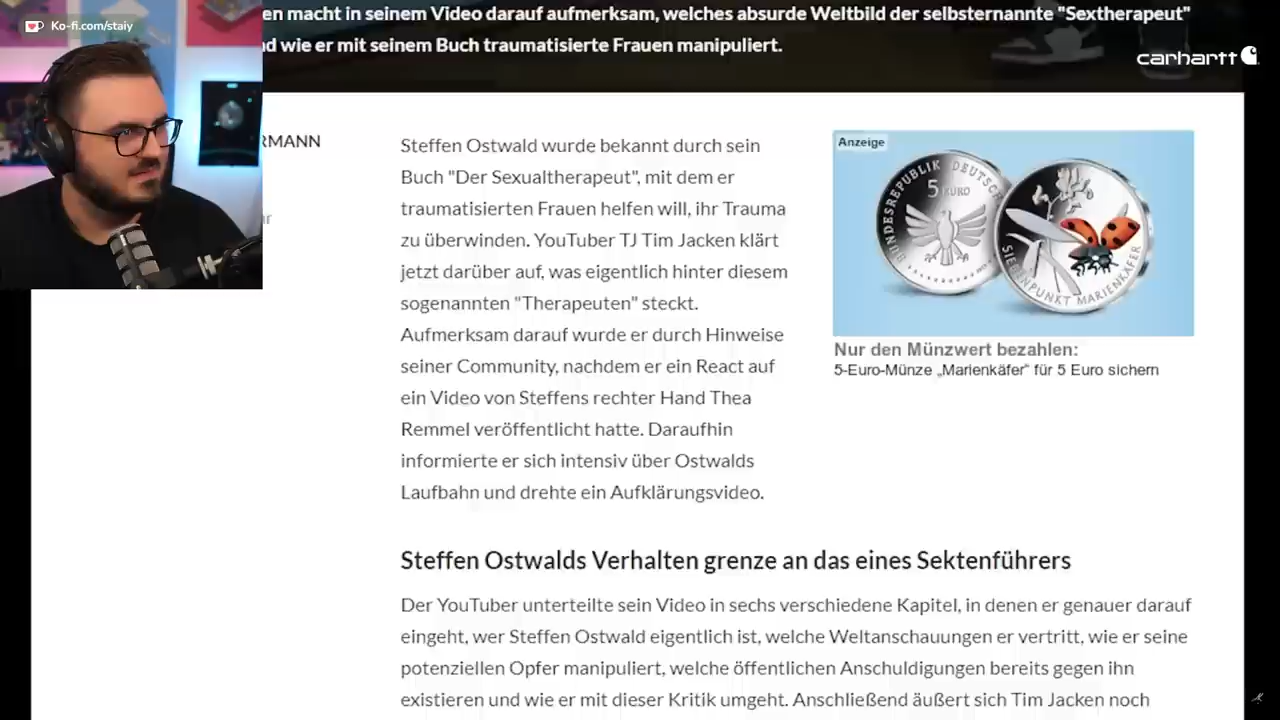 Ko-fi.com/staiy
en macht in seinem Video darauf aufmerksam, welches absurde Weltbild der selbsternannte "Sextherapeut"
d wie er mit seinem Buch traumatisierte Frauen manipuliert.
carhartt
RMANN
hr
Steffen Ostwald wurde bekannt durch sein
Buch "Der Sexualtherapeut", mit dem er
traumatisierten Frauen helfen will, ihr Trauma
zu überwinden. YouTuber TJ Tim Jacken klärt
jetzt darüber auf, was eigentlich hinter diesem
sogenannten "Therapeuten" steckt.
Aufmerksam darauf wurde er durch Hinweise
seiner Community, nachdem er ein React auf
ein Video von Steffens rechter Hand Thea
Remmel veröffentlicht hatte. Daraufhin
informierte er sich intensiv über Ostwalds
Laufbahn und drehte ein Aufklärungsvideo.
Anzeige
BUNDESREPUBLIK DEUTSCH
5 EURO
SIEBENPUNKT MARIENKÄFER
Nur den Münzwert bezahlen:
5-Euro-Münze „Marienkäfer" für 5 Euro sichern
Steffen Ostwalds Verhalten grenze an das eines Sektenführers
Der YouTuber unterteilte sein Video in sechs verschiedene Kapitel, in denen er genauer darauf
eingeht, wer Steffen Ostwald eigentlich ist, welche Weltanschauungen er vertritt, wie er seine
potenziellen Opfer manipuliert, welche öffentlichen Anschuldigungen bereits gegen ihn
existieren und wie er mit dieser Kritik umgeht. Anschließend äußert sich Tim Jacken noch